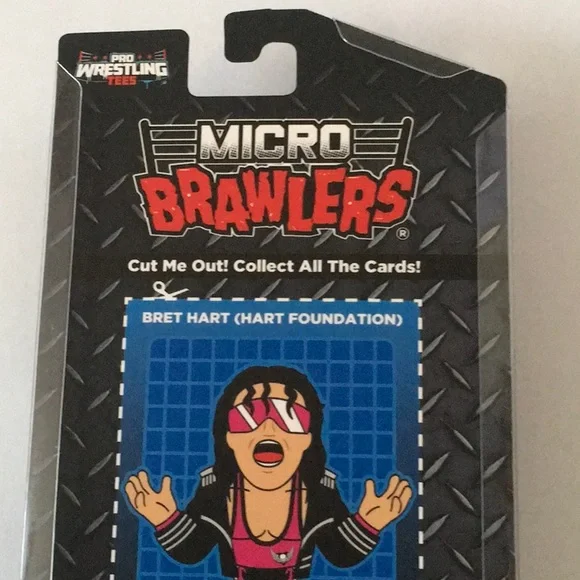 PRO
WRESTLING
TEES
MICRO
BRAWLERS®
Cut Me Out! Collect All The Cards!
BRET HART (HART FOUNDATION)